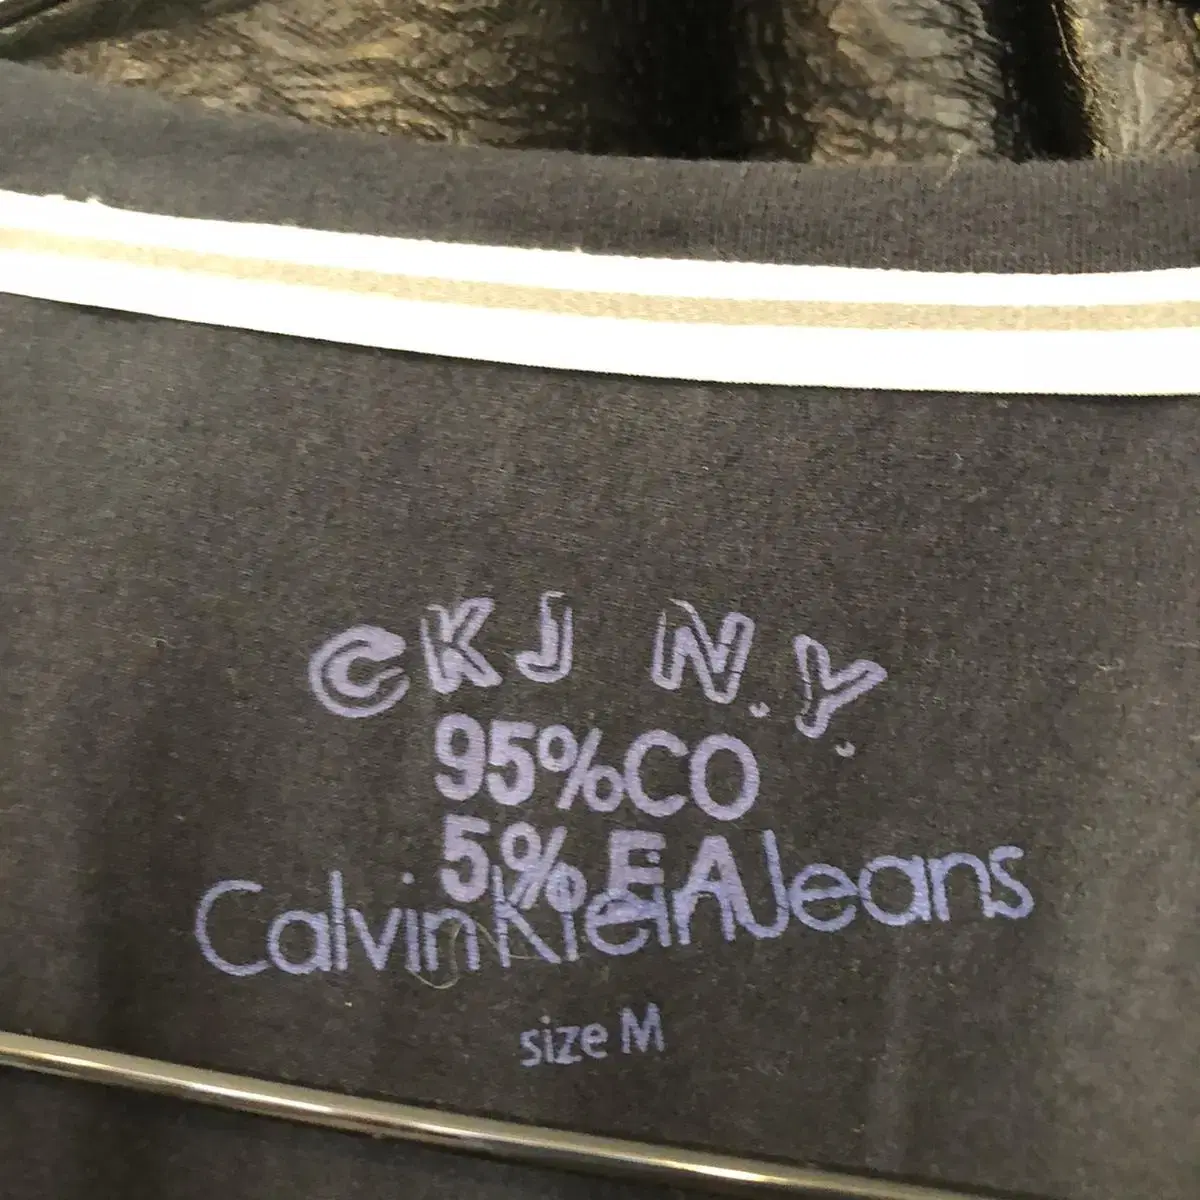 CKJ N.Y.
95%CO
5%EA
Calvin Klein Jeans
size M